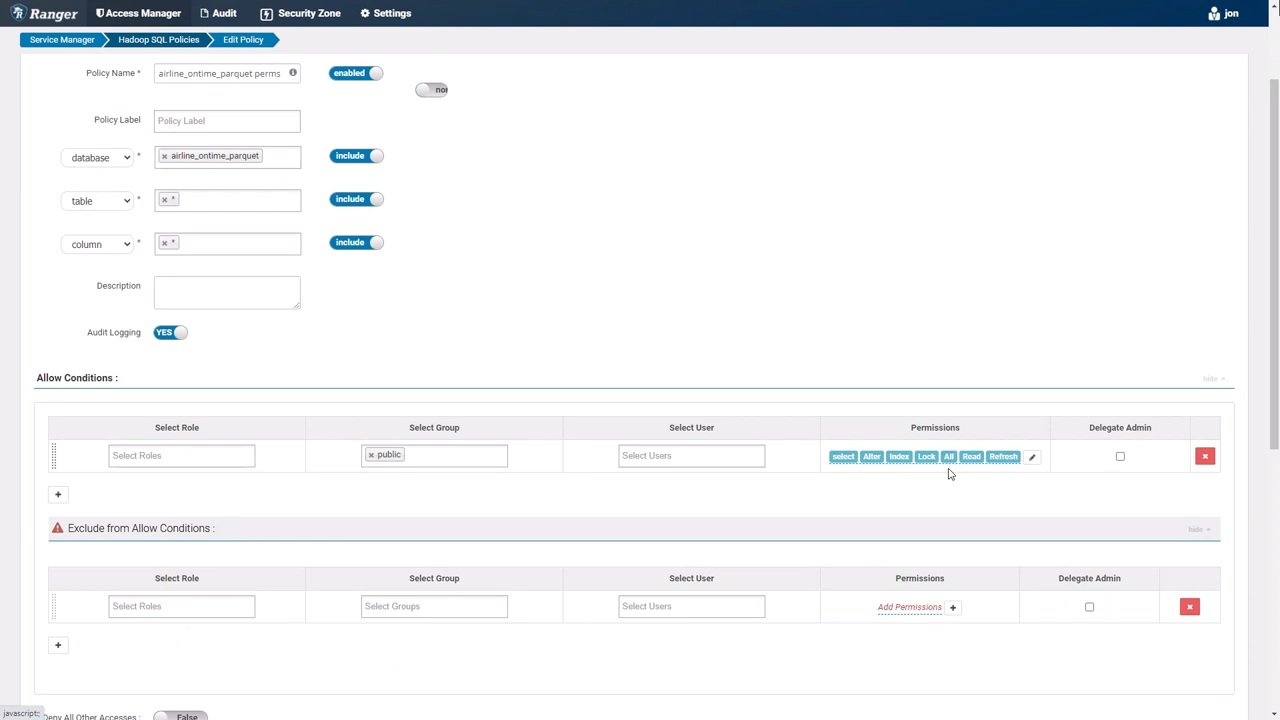 Ranger Access Manager Audit Security Zone Settings jon
Service Manager Hadoop SQL Policies Edit Policy
Policy Name * airline_ontime_parquet perms enabled
nor
Policy Label Policy Label
database * × airline_ontime_parquet include
table * × * include
column * × * include
Description
Audit Logging YES
Allow Conditions :
hide
Select Role Select Group Select User Permissions Delegate Admin
Select Roles × public Select Users select Alter Index Lock All Read Refresh
+
Exclude from Allow Conditions :
hide
Select Role Select Group Select User Permissions Delegate Admin
Select Roles Select Groups Select Users Add Permissions +
+
Deny All Other Accesses : False
javascript: